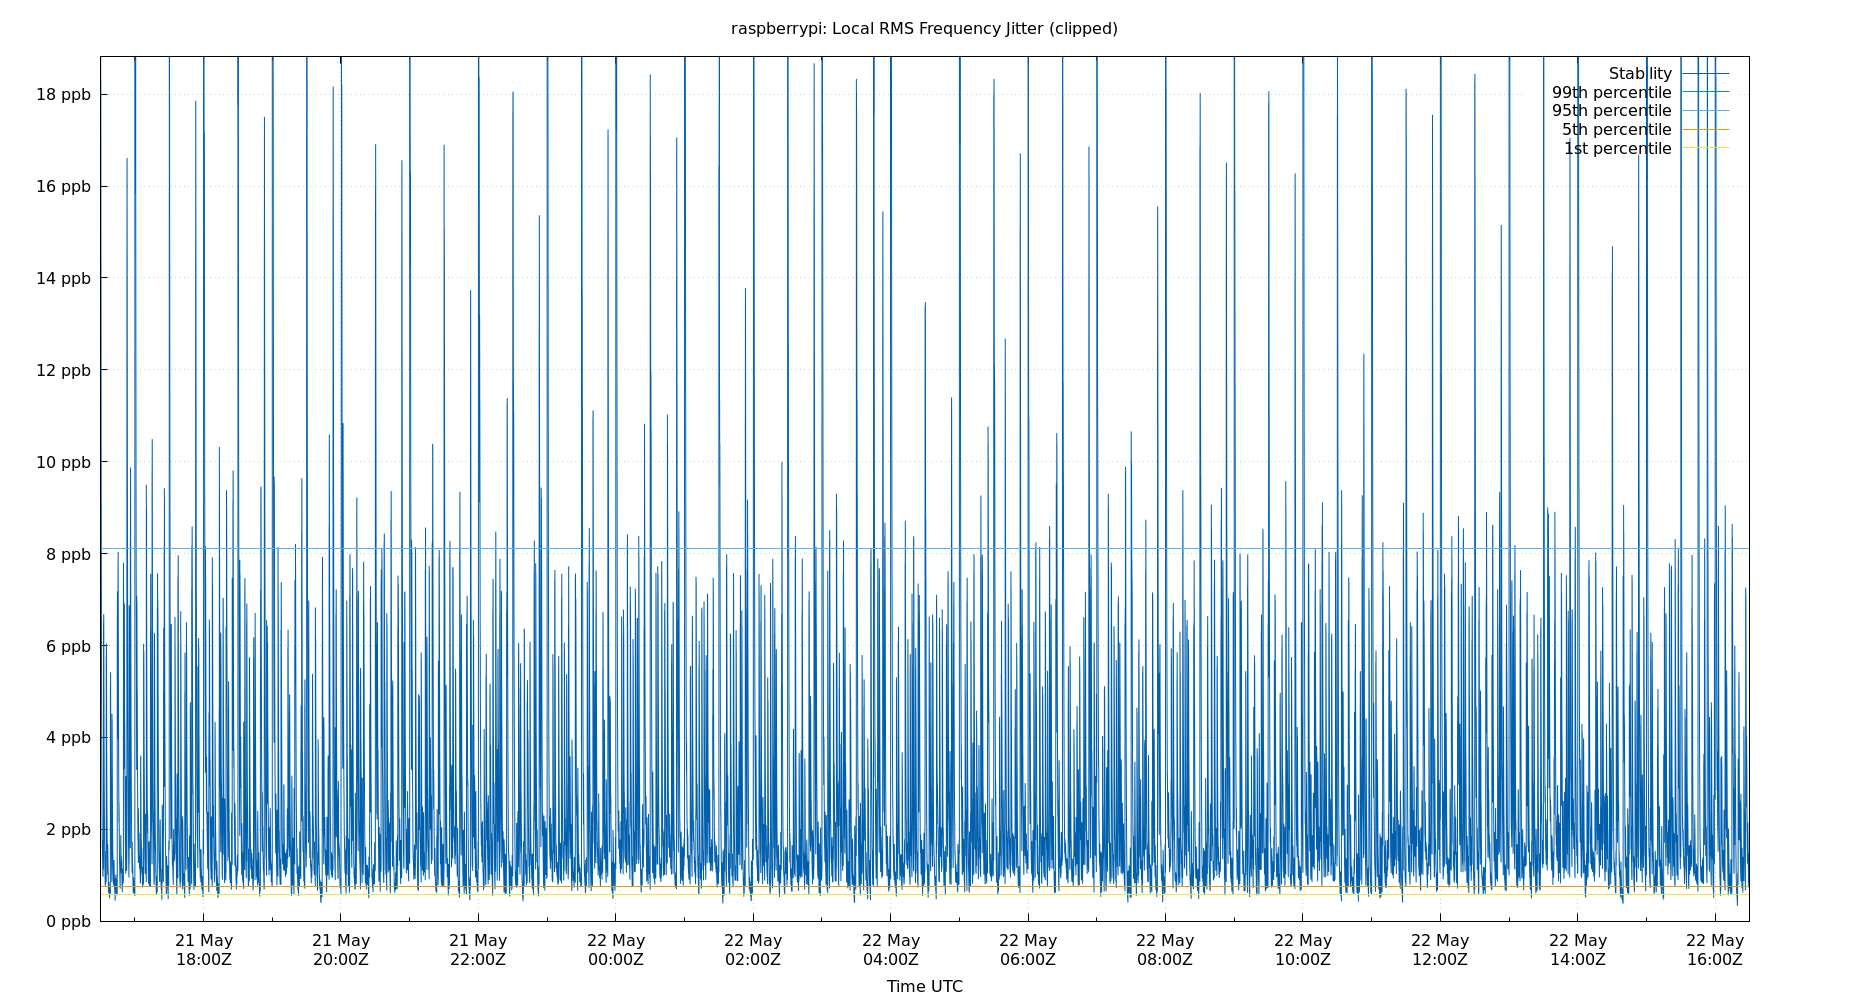 raspberrypi: Local RMS Frequency Jitter (clipped)
Stability
99th percentile
95th percentile
5th percentile
1st percentile
18 ppb
16 ppb
14 ppb
12 ppb
10 ppb
8 ppb
6 ppb
4 ppb
2 ppb
0 ppb
21 May 21 May 21 May 22 May 22 May 22 May 22 May 22 May 22 May 22 May 22 May 22 May
18:00Z 20:00Z 22:00Z 00:00Z 02:00Z 04:00Z 06:00Z 08:00Z 10:00Z 12:00Z 14:00Z 16:00Z
Time UTC